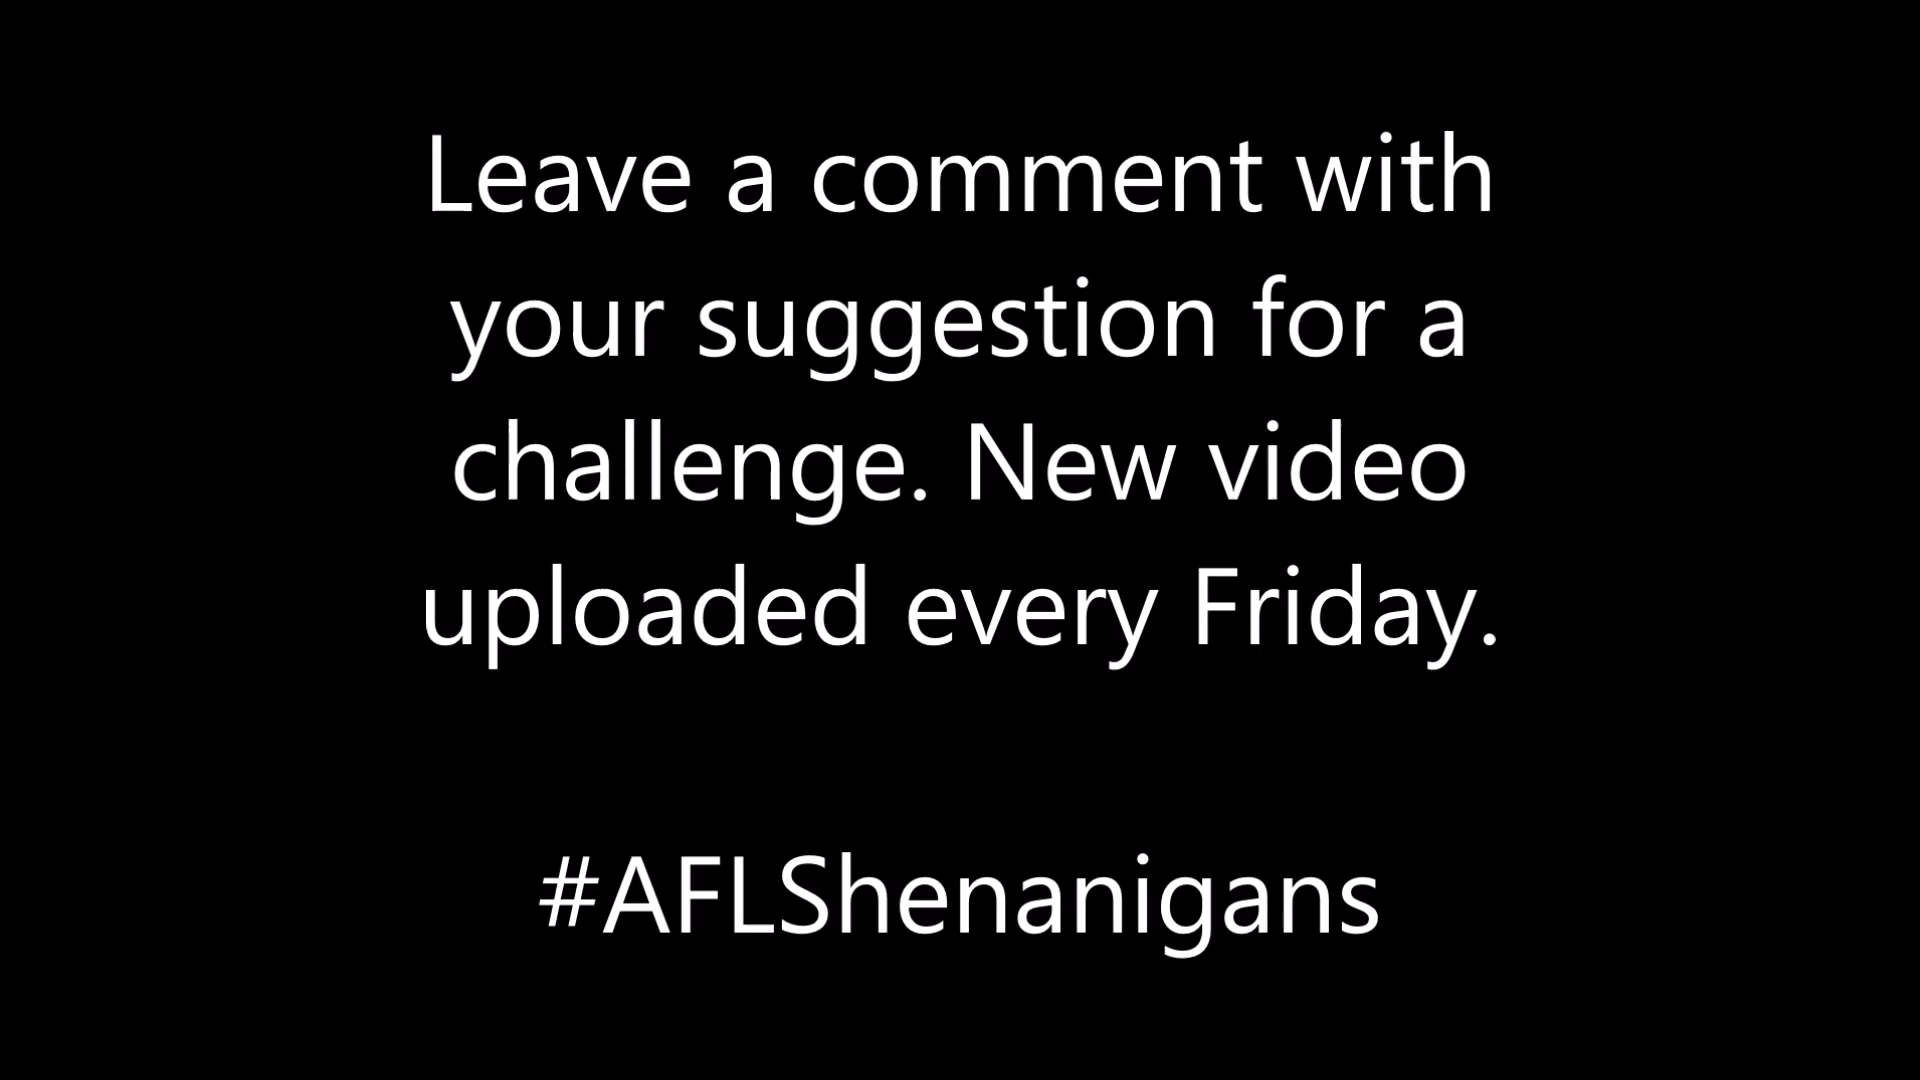 Leave a comment with
your suggestion for a
challenge. New video
uploaded every Friday.
#AFLShenanigans